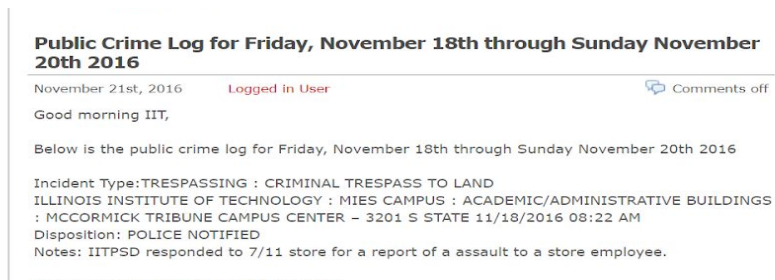 Public Crime Log for Friday, November 18th through Sunday November
20th 2016
November 21st, 2016 Logged in User Comments off
Good morning IIT,
Below is the public crime log for Friday, November 18th through Sunday November 20th 2016
Incident Type:TRESPASSING : CRIMINAL TRESPASS TO LAND
ILLINOIS INSTITUTE OF TECHNOLOGY : MIES CAMPUS : ACADEMIC/ADMINISTRATIVE BUILDINGS
: MCCORMICK TRIBUNE CAMPUS CENTER – 3201 S STATE 11/18/2016 08:22 AM
Disposition: POLICE NOTIFIED
Notes: IITPSD responded to 7/11 store for a report of a assault to a store employee.